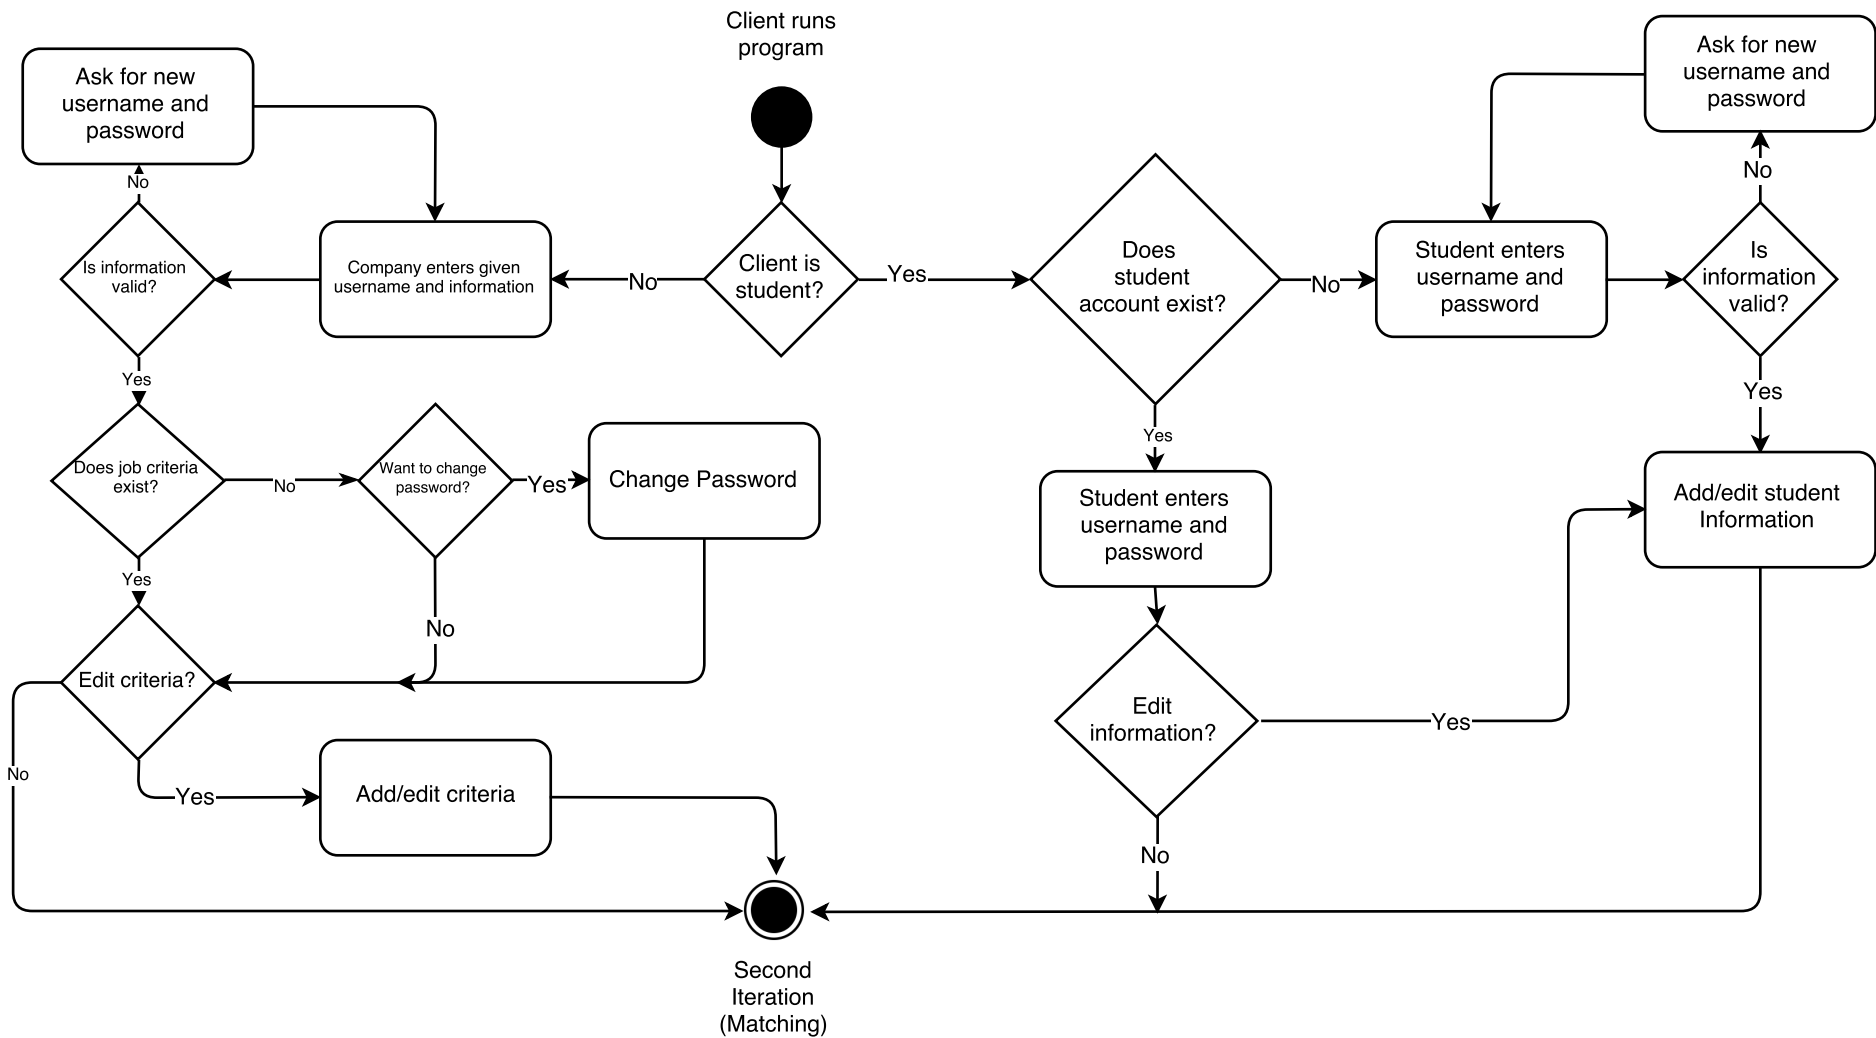 Client runs
program
Ask for new
username and
password
Ask for new
username and
password
No
No
Is information
valid?
Company enters given
username and information
No
Client is
student?
Yes
Does
student
account exist?
No
Student enters
username and
password
Is
information
valid?
Yes
Yes
Yes
Does job criteria
exist?
No
Want to change
password?
Yes
Change Password
Student enters
username and
password
Add/edit student
Information
Yes
No
Edit criteria?
Edit
information?
Yes
No
Yes
Add/edit criteria
No
Second
Iteration
(Matching)